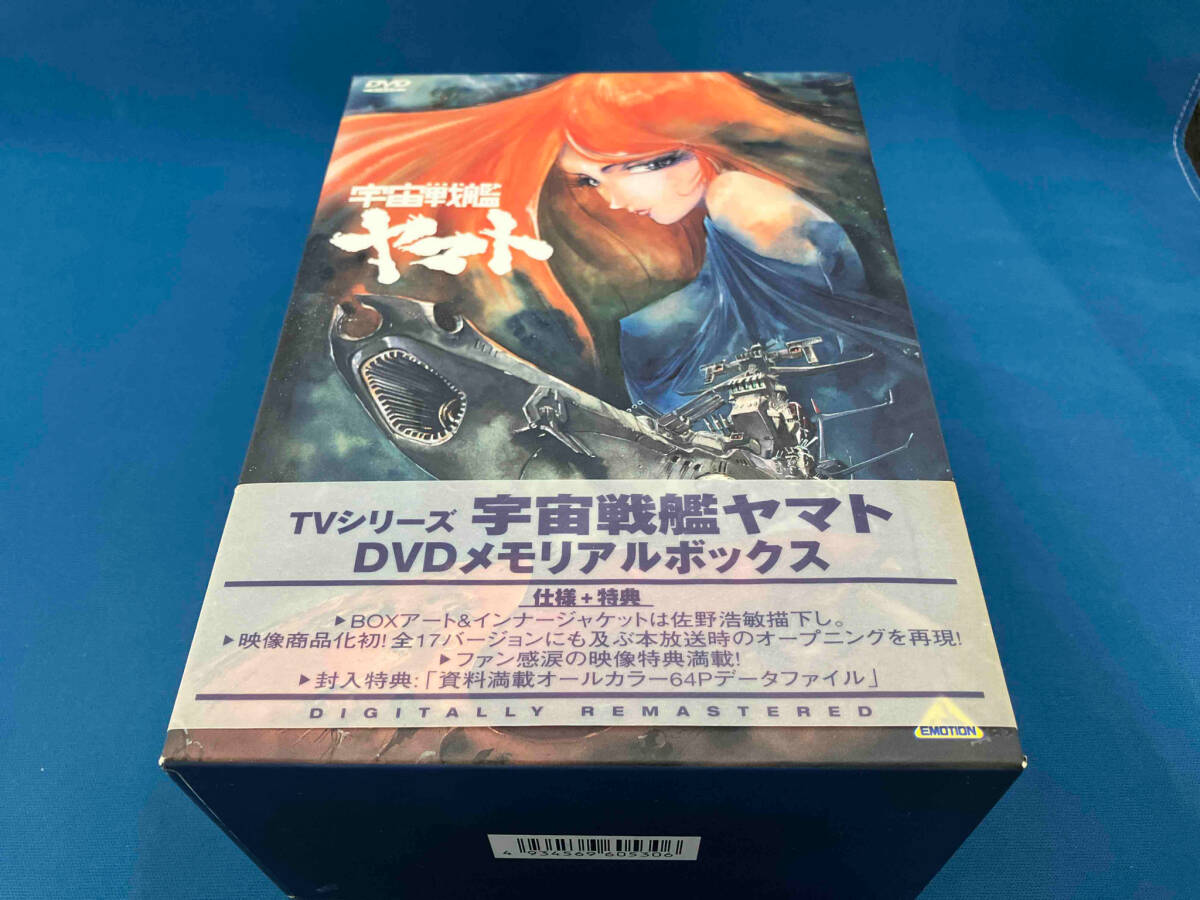 DVD
宇宙戦艦
ヤマト
TVシリーズ 宇宙戦艦ヤマト
DVDメモリアルボックス
仕様+特典
▶BOXアート&インナージャケットは佐野浩敏描下し。
▶映像商品化初!全17バージョンにも及ぶ本放送時のオープニングを再現!
▶ファン感涙の映像特典満載!
▶封入特典:「資料満載オールカラー64Pデータファイル」
DIGITALLY REMASTERED
EMOTION
4 934569 605306